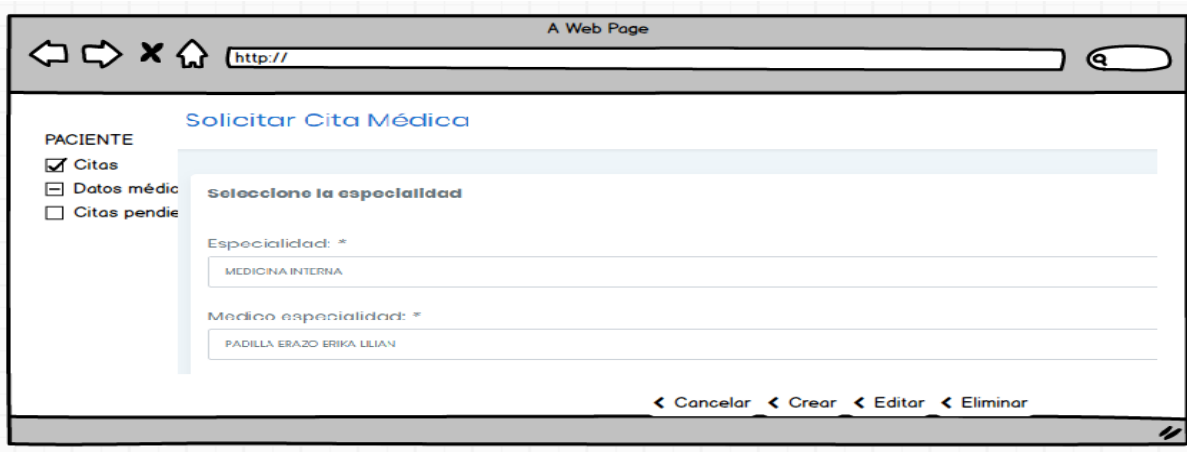 A Web Page
http://
Solicitar Cita Médica
PACIENTE
Citas
Datos médic
Citas pendie
Seleccione la especialidad
Especialidad: *
MEDICINA INTERNA
Medico especialidad: *
PADILLA ERAZO ERIKA LILIAN
Cancelar Crear Editar Eliminar